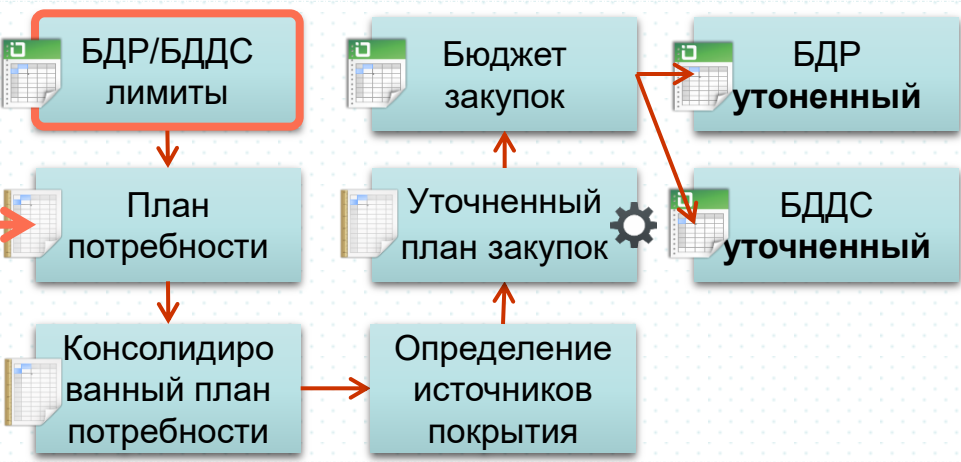 БДР/БДДС
лимиты
План
потребности
Консолидиро
ванный план
потребности
Определение
источников
покрытия
Уточненный
план закупок
Бюджет
закупок
БДР
утоненный
БДДС
уточненный